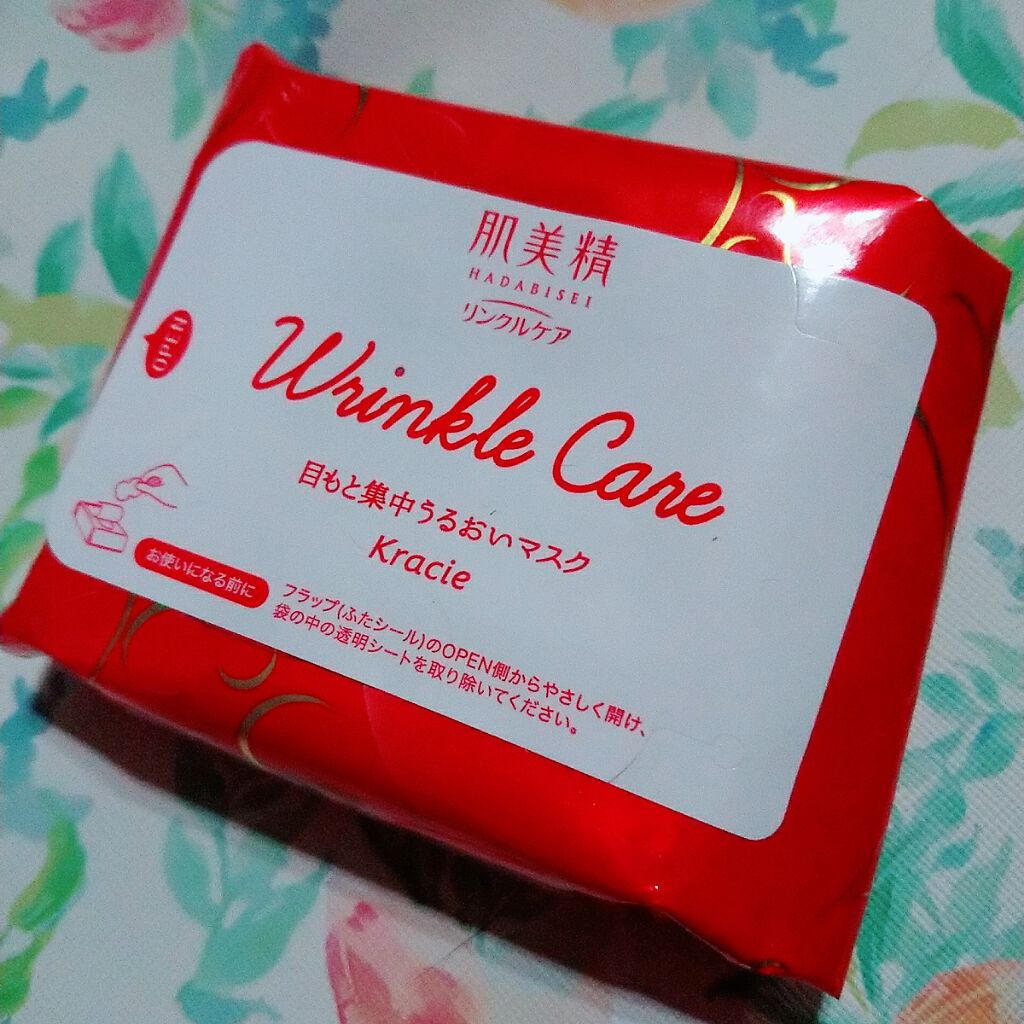 肌美精
HADABISEI
リンクルケア
Wrinkle Care
目もと集中うるおいマスク
Kracie
お使いになる前に
フラップ(ふたシール)のOPEN側からやさしく開け、
袋の中の透明シートを取り除いてください。